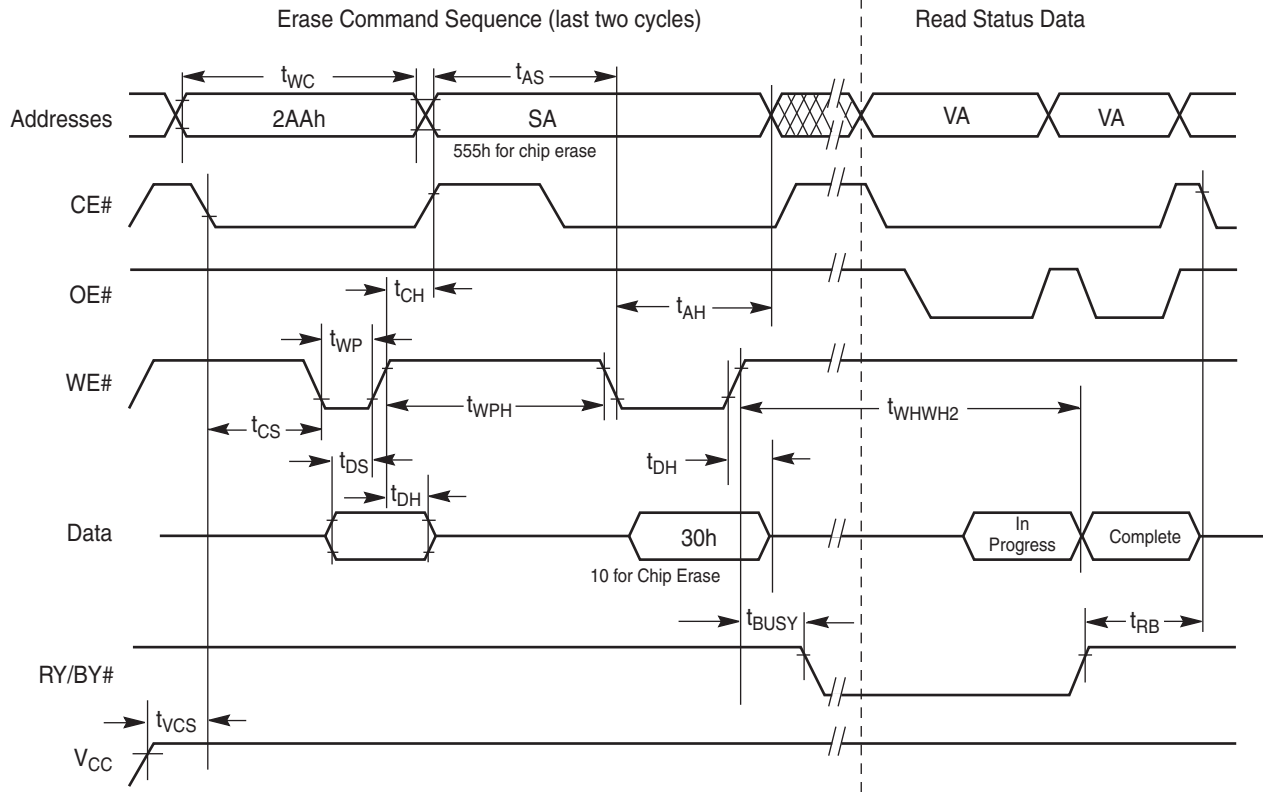 Erase Command Sequence (last two cycles)
Read Status Data
tWC
tAS
Addresses
2AAh
SA
VA
VA
555h for chip erase
CE#
OE#
tCH
tAH
tWP
WE#
tWPH
tWHWH2
tCS
tDS
tDH
tDH
Data
30h
In
Progress
Complete
10 for Chip Erase
tBUSY
tRB
RY/BY#
tVCS
VCC